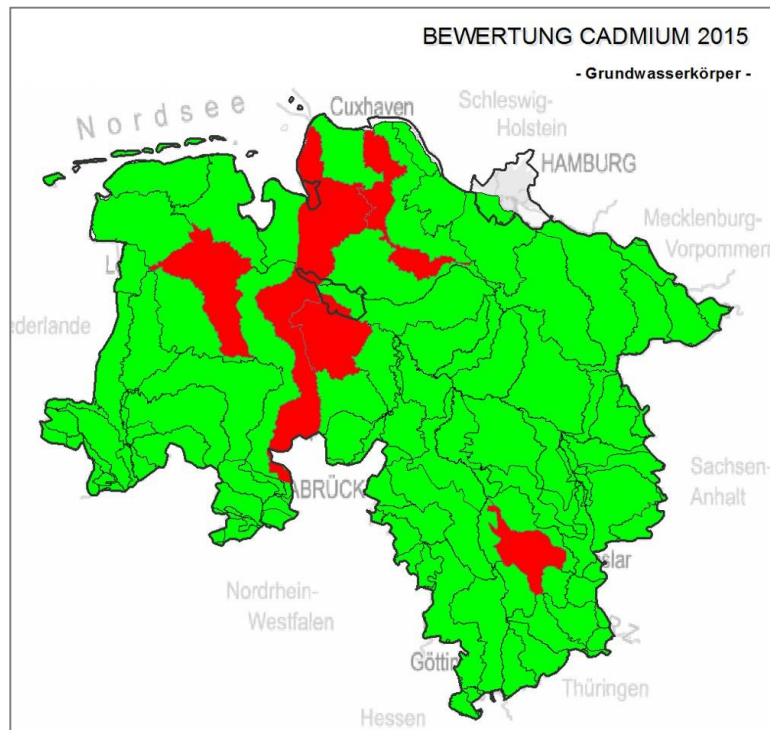 BEWERTUNG CADMIUM 2015
- Grundwasserkörper -
Nordsee
Cuxhaven
Schleswig-
Holstein
HAMBURG
Mecklenburg-
Vorpommern
L
ederlande
Sachsen-
Anhalt
ABRÜCK
slar
Nordrhein-
Westfalen
Göttin
Thüringen
Hessen